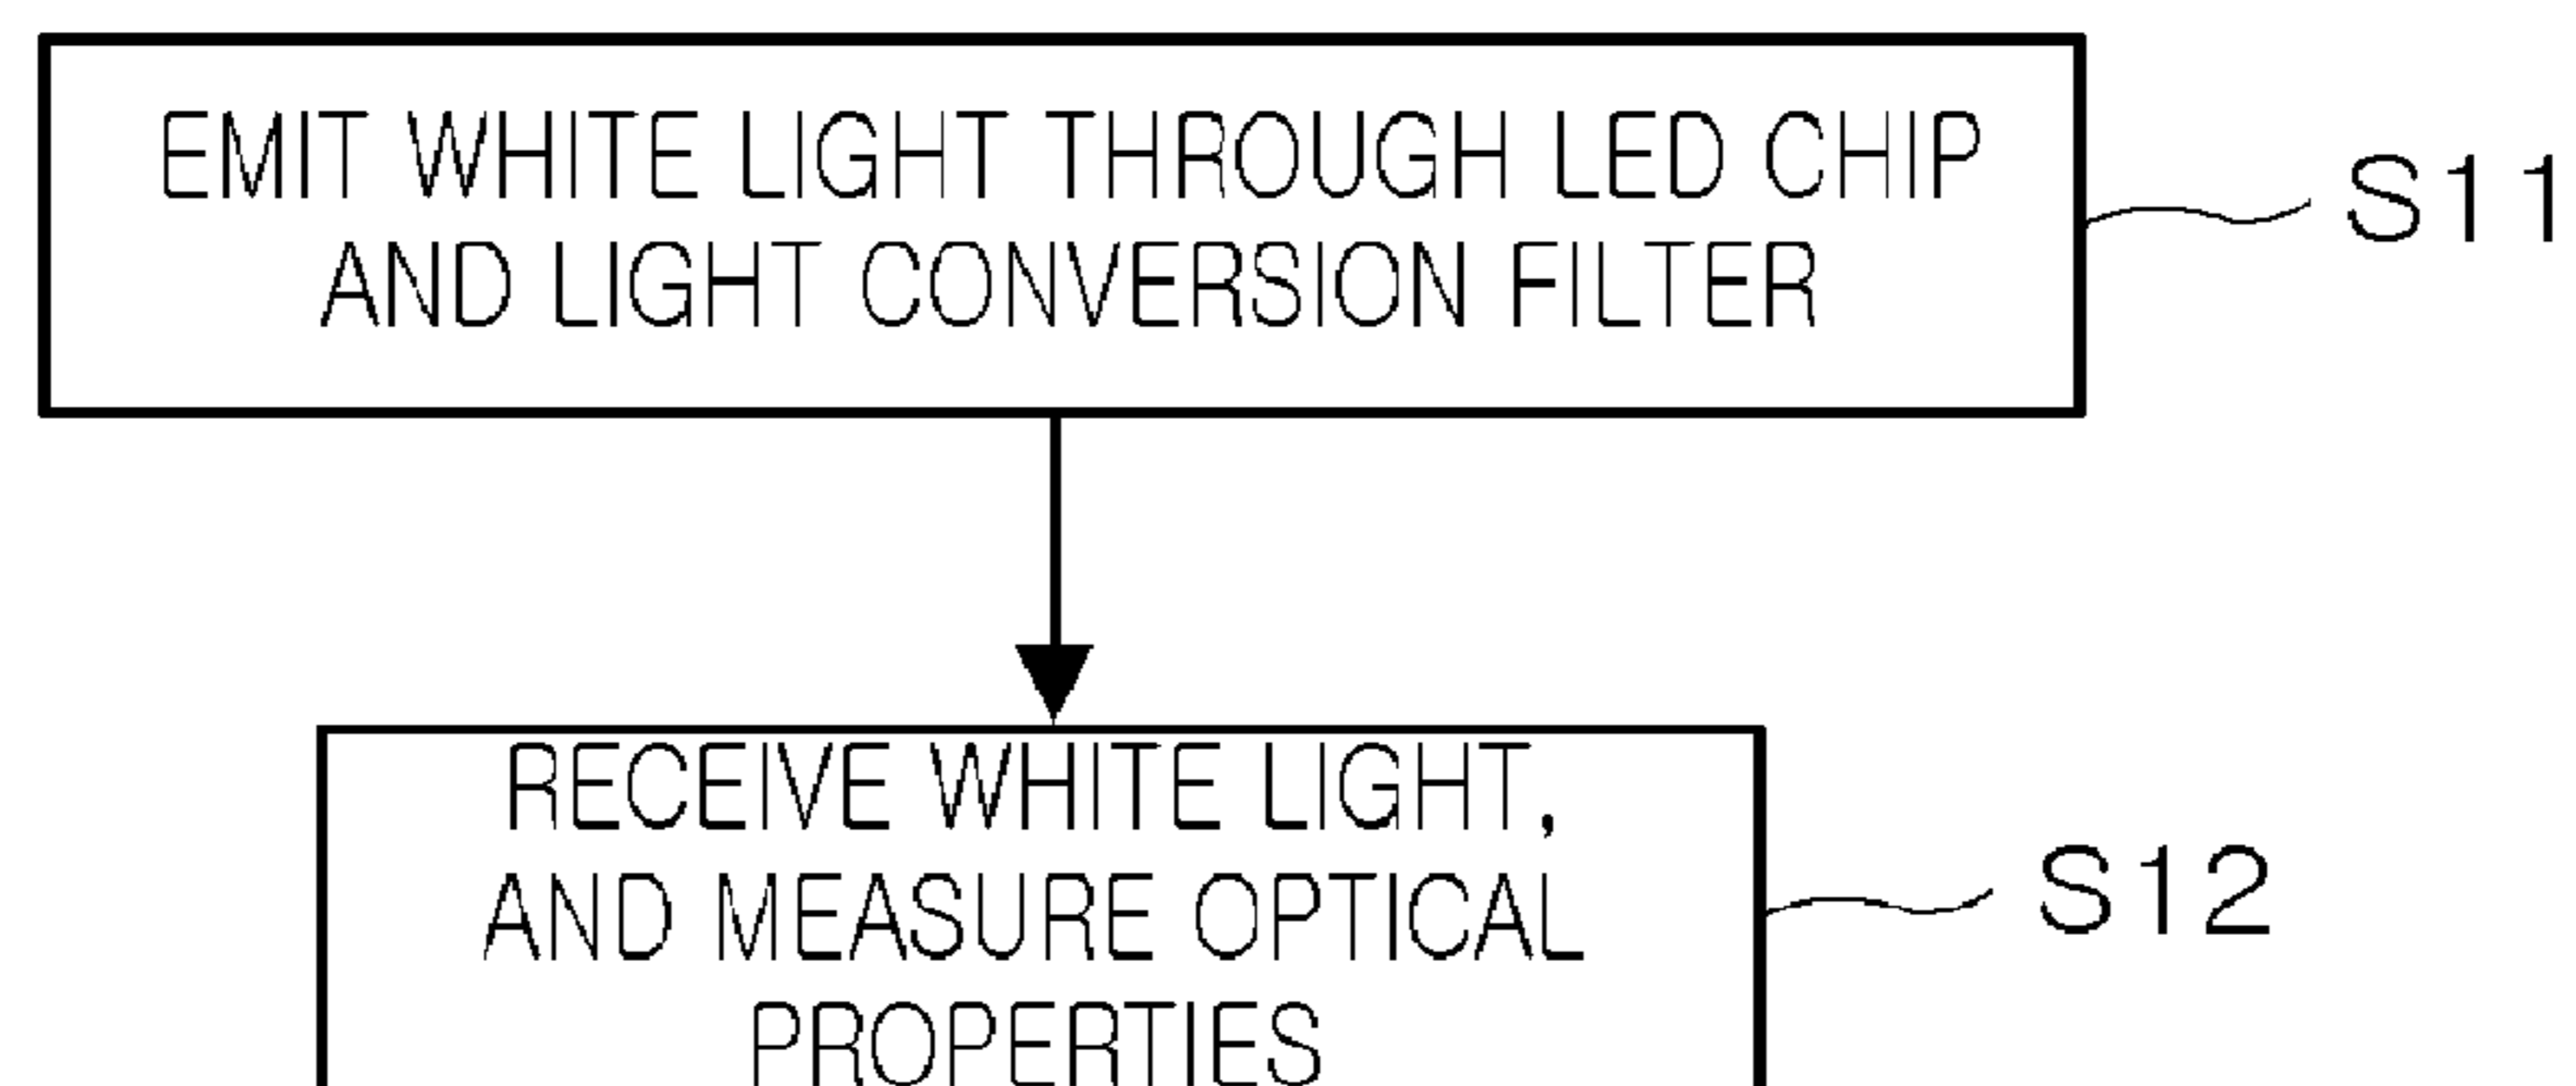 EMIT WHITE LIGHT THROUGH LED CHIP
AND LIGHT CONVERSION FILTER
S11
RECEIVE WHITE LIGHT,
AND MEASURE OPTICAL
PROPERTIES
S12